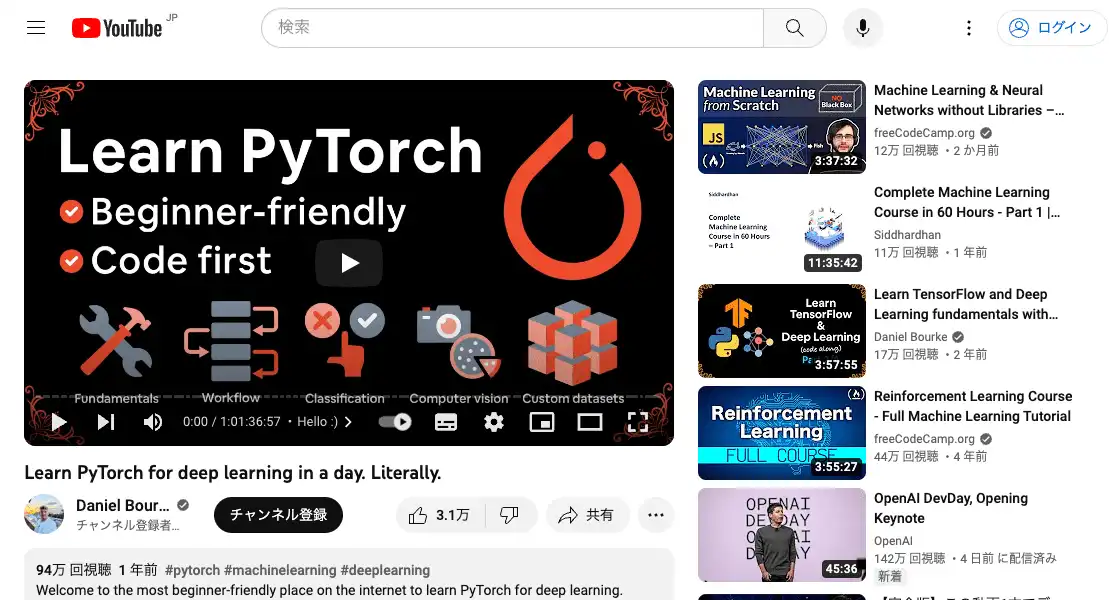 YouTube JP
検索
ログイン
Learn PyTorch
Beginner-friendly
Code first
Fundamentals
Workflow
Classification
Computer vision
Custom datasets
0:00 / 1:01:36:57 • Hello :)
Learn PyTorch for deep learning in a day. Literally.
Daniel Bour...
チャンネル登録者...
チャンネル登録
3.1万
共有
94万 回視聴 1 年前 #pytorch #machinelearning #deeplearning
Welcome to the most beginner-friendly place on the internet to learn PyTorch for deep learning.
Machine Learning
from Scratch
NO
Black Box
JS
Fish
3:37:32
Machine Learning & Neural
Networks without Libraries –...
freeCodeCamp.org
12万 回視聴 • 2 か月前
Siddhardhan
Complete
Machine Learning
Course in 60 Hours
– Part 1
11:35:42
Complete Machine Learning
Course in 60 Hours - Part 1 |...
Siddhardhan
11万 回視聴 • 1 年前
Learn
TensorFlow
&
Deep Learning
(code along)
3:57:55
Learn TensorFlow and Deep
Learning fundamentals with...
Daniel Bourke
17万 回視聴 • 2 年前
Reinforcement
Learning
FULL COURSE
3:55:27
Reinforcement Learning Course
- Full Machine Learning Tutorial
freeCodeCamp.org
44万 回視聴 • 4 年前
OPENAI
DEVDAY
OPENAI
DEVDAY
45:36
OpenAI DevDay, Opening
Keynote
OpenAI
142万 回視聴 • 4 日前 に配信済み
新着